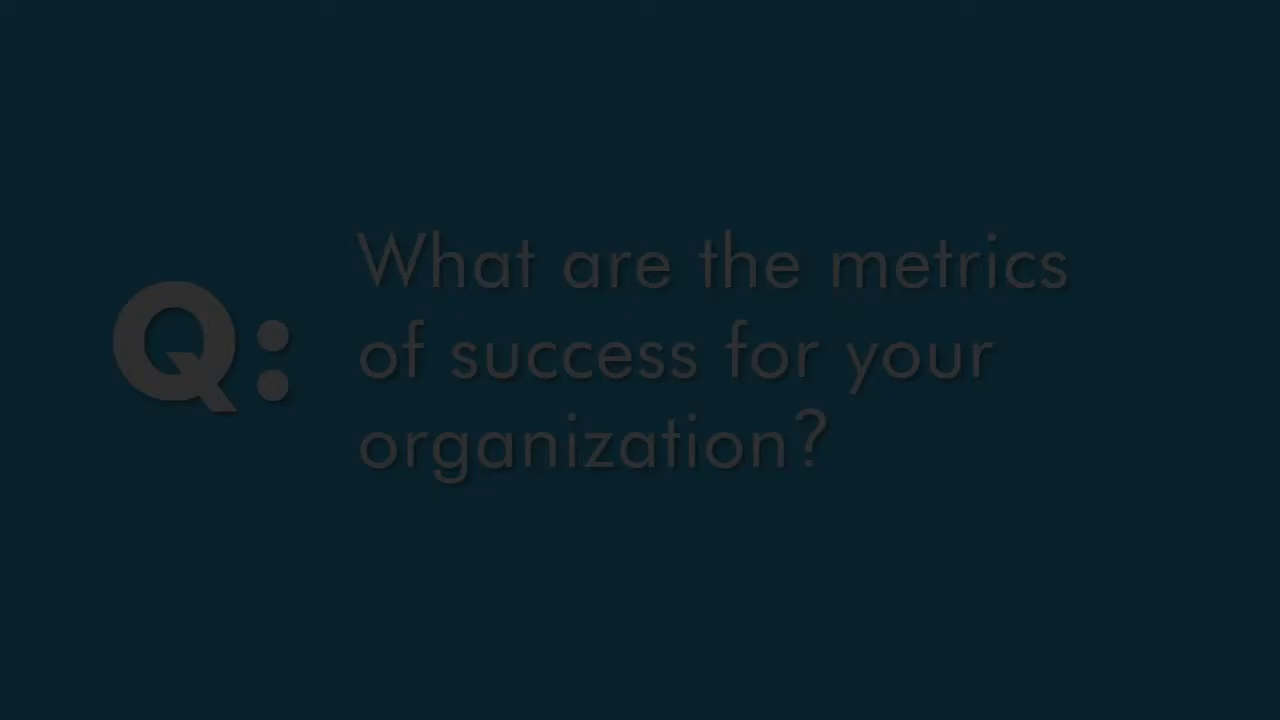 Q:
What are the metrics
of success for your
organization?